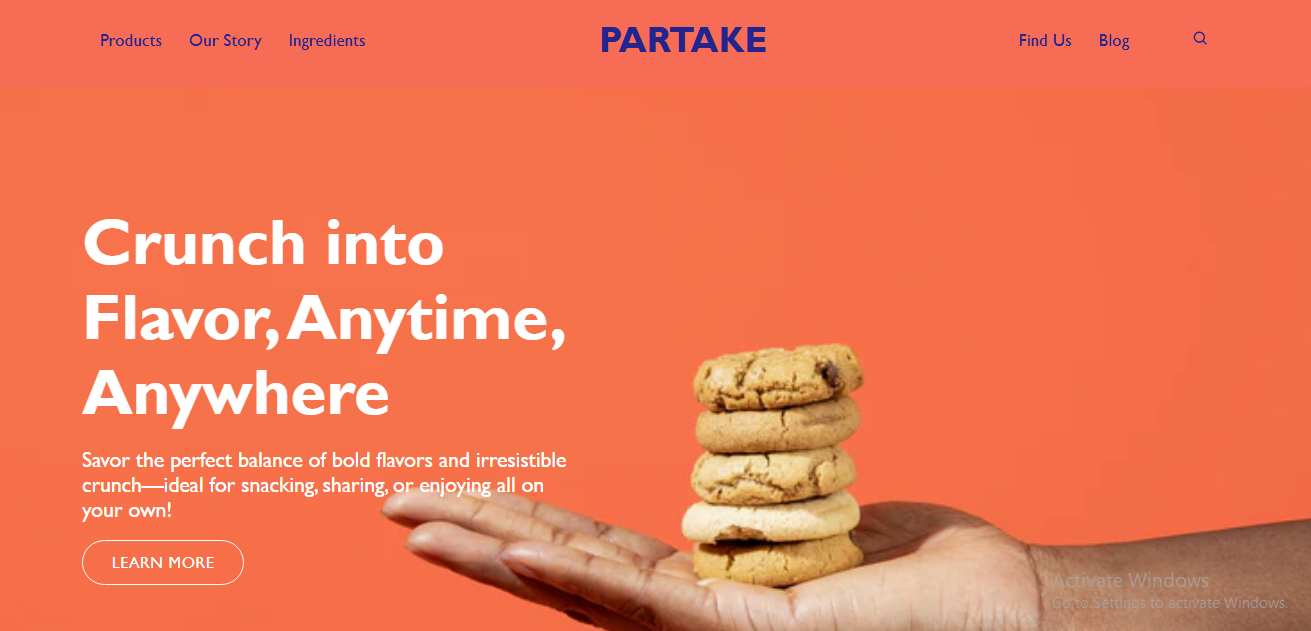 Products Our Story Ingredients PARTAKE Find Us Blog
Crunch into
Flavor, Anytime,
Anywhere
Savor the perfect balance of bold flavors and irresistible
crunch—ideal for snacking, sharing, or enjoying all on
your own!
LEARN MORE
Activate Windows
Go to Settings to activate Windows.